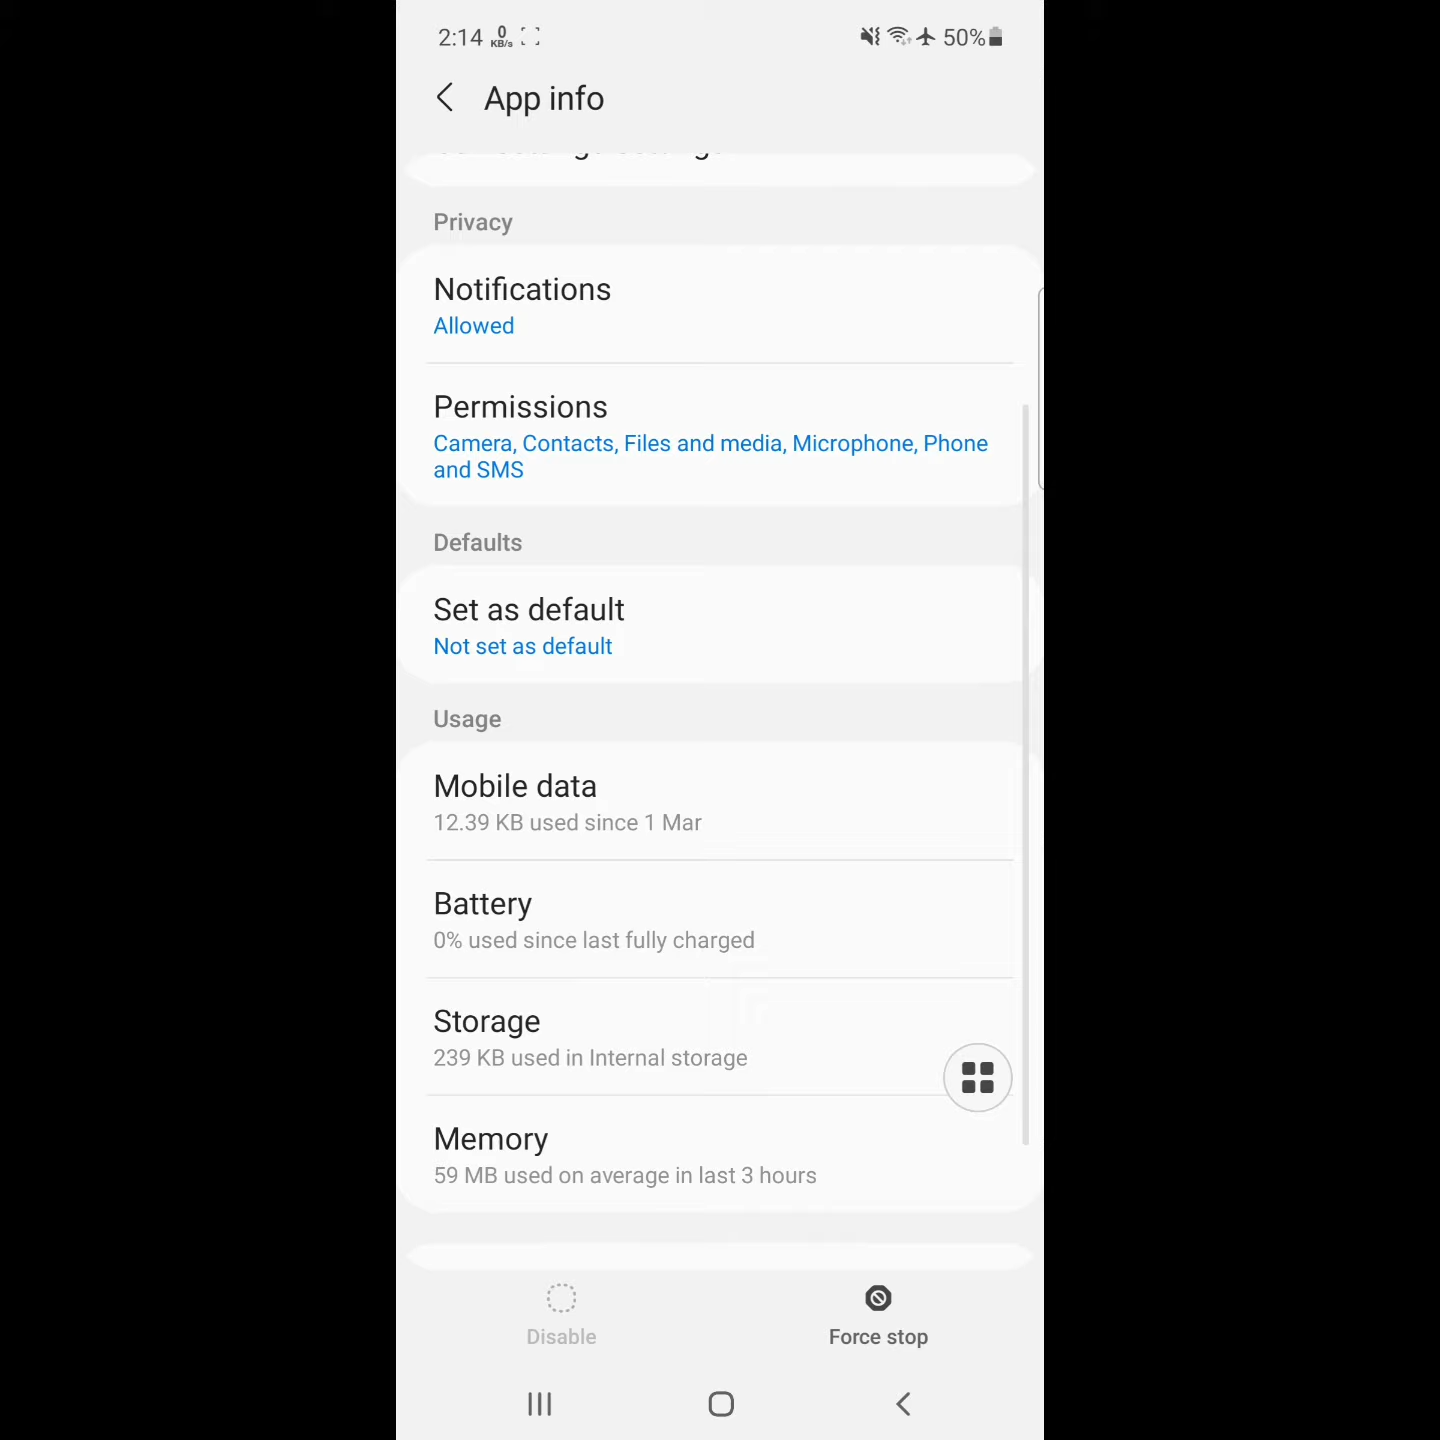 2:14 0 KB/s 50%
App info
Privacy
Notifications
Allowed
Permissions
Camera, Contacts, Files and media, Microphone, Phone
and SMS
Defaults
Set as default
Not set as default
Usage
Mobile data
12.39 KB used since 1 Mar
Battery
0% used since last fully charged
Storage
239 KB used in Internal storage
Memory
59 MB used on average in last 3 hours
Disable
Force stop